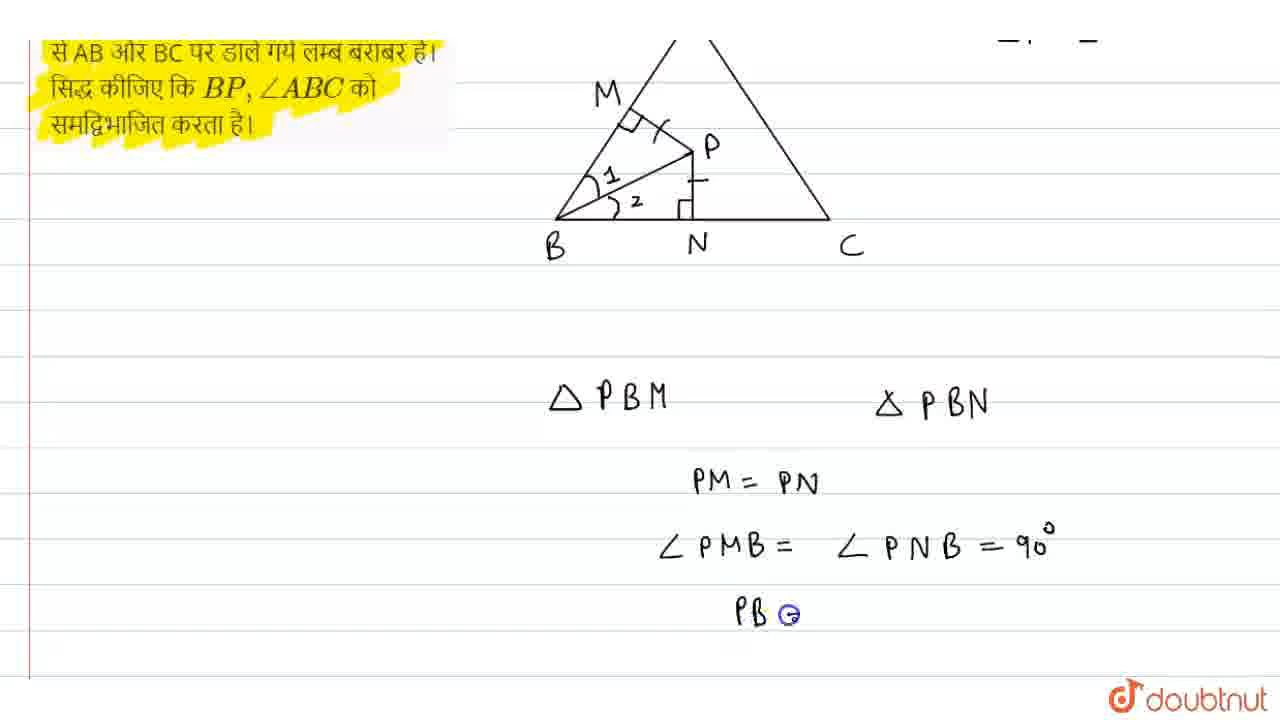 से AB और BC पर डाले गये लम्ब बराबर है।
सिद्ध कीजिए कि BP, ∠ABC को
समद्विभाजित करता है।
M
P
1
2
B
N
C
△ PBM
△ PBN
PM = PN
∠ PMB = ∠ PNB = 90°
PB =
doubtnut